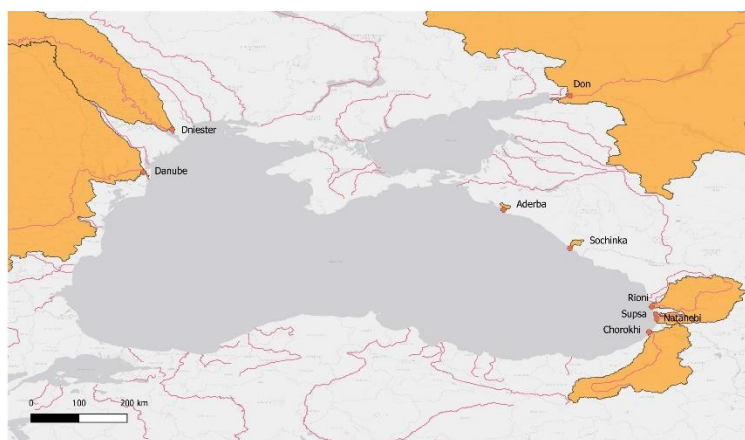 Don
Dniester
Danube
Aderba
Sochinka
Rioni
Supsa
Natanebi
Chorokhi
0 100 200 km